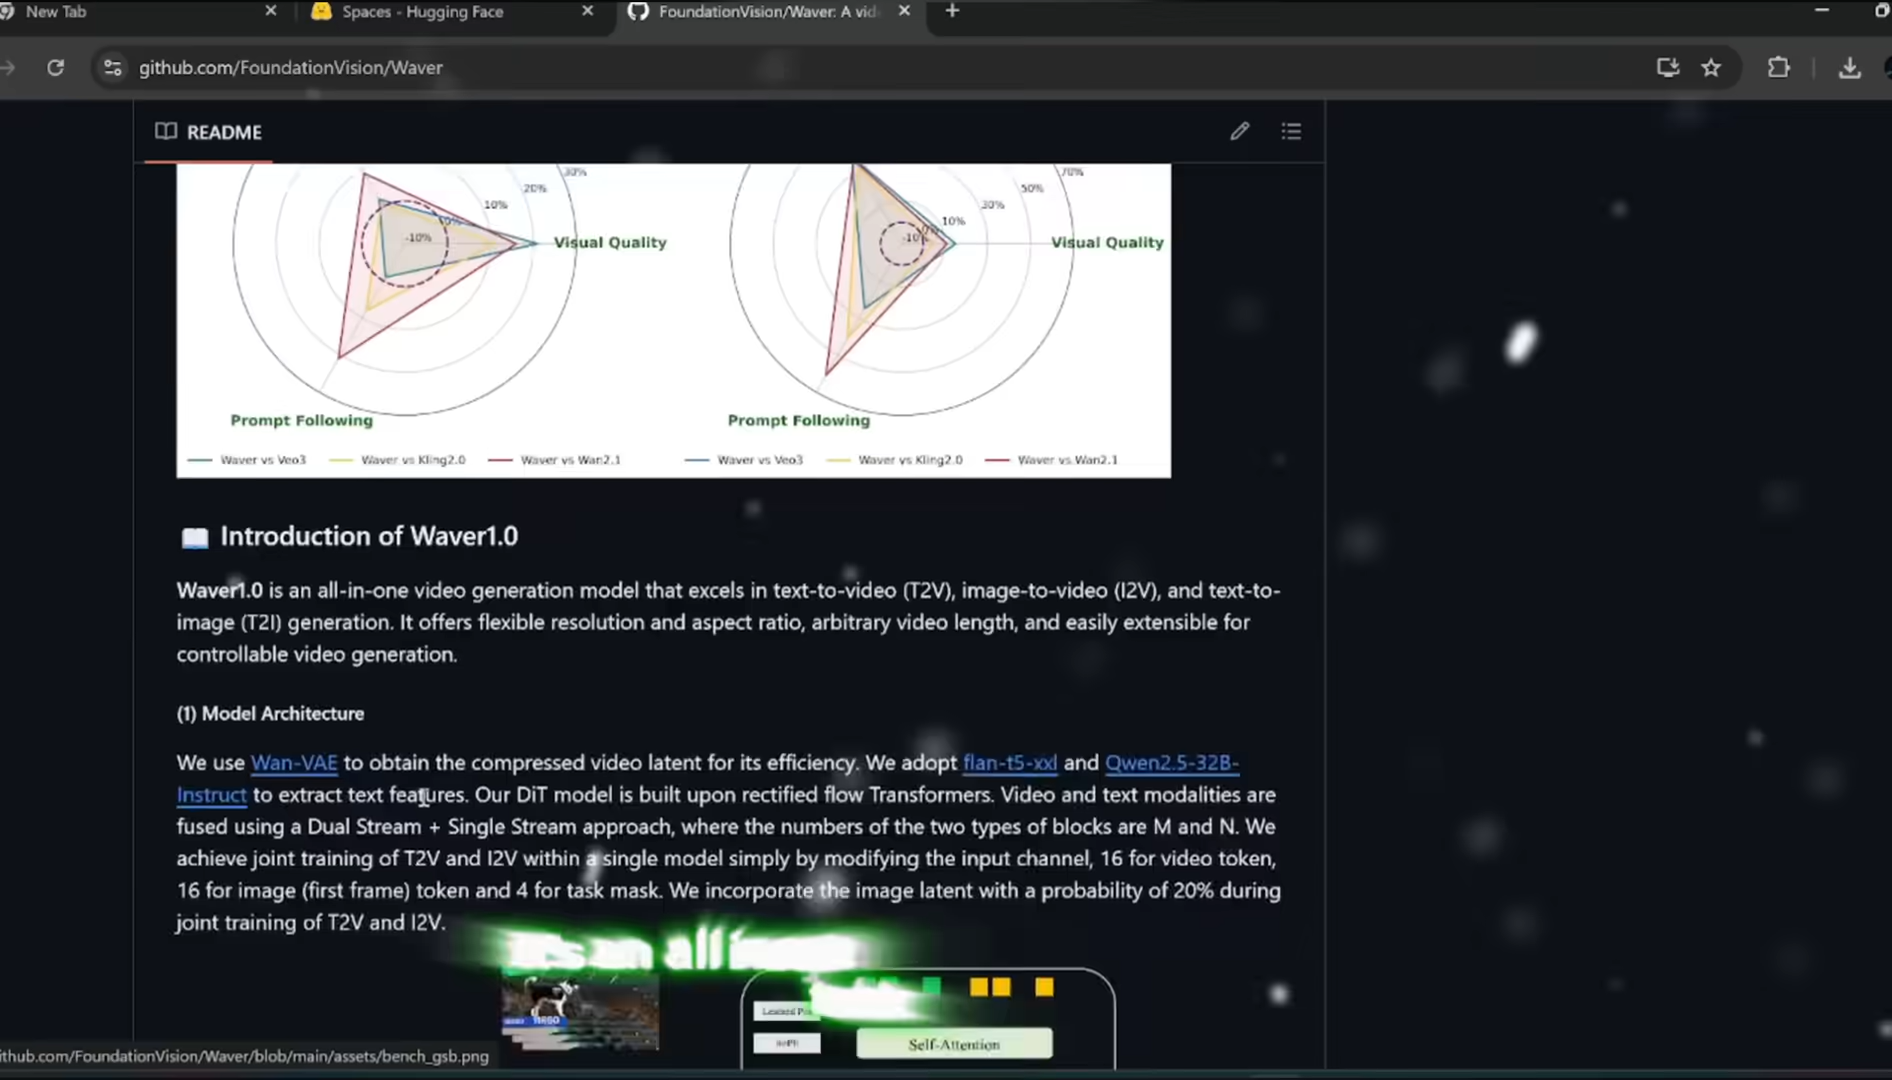 New Tab
Spaces - Hugging Face
FoundationVision/Waver: A vid
github.com/FoundationVision/Waver
README
30%
20%
10%
0%
-10%
Visual Quality
Prompt Following
Waver vs Veo3 Waver vs Kling2.0 Waver vs Wan2.1
70%
50%
30%
10%
0%
-10%
Visual Quality
Prompt Following
Waver vs Veo3 Waver vs Kling2.0 Waver vs Wan2.1
Introduction of Waver1.0
Waver1.0 is an all-in-one video generation model that excels in text-to-video (T2V), image-to-video (I2V), and text-to-
image (T2I) generation. It offers flexible resolution and aspect ratio, arbitrary video length, and easily extensible for
controllable video generation.
(1) Model Architecture
We use Wan-VAE to obtain the compressed video latent for its efficiency. We adopt flan-t5-xxl and Qwen2.5-32B-
Instruct to extract text features. Our DiT model is built upon rectified flow Transformers. Video and text modalities are
fused using a Dual Stream + Single Stream approach, where the numbers of the two types of blocks are M and N. We
achieve joint training of T2V and I2V within a single model simply by modifying the input channel, 16 for video token,
16 for image (first frame) token and 4 for task mask. We incorporate the image latent with a probability of 20% during
joint training of T2V and I2V.
an all
Self-Attention
ithub.com/FoundationVision/Waver/blob/main/assets/bench_gsb.png